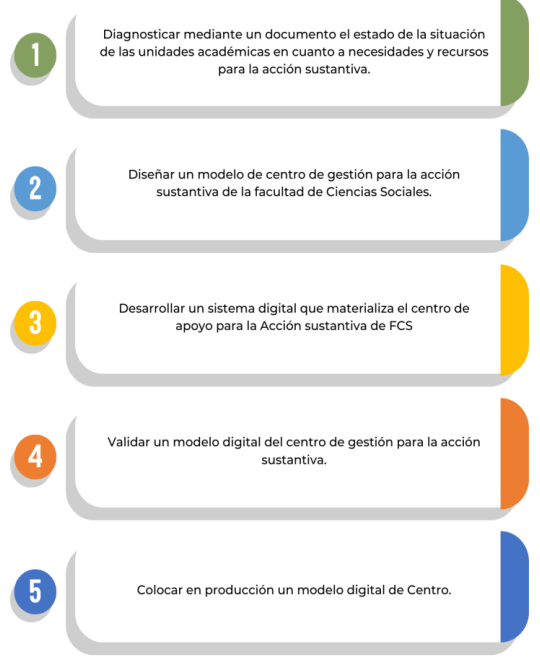 1
Diagnosticar mediante un documento el estado de la situación
de las unidades académicas en cuanto a necesidades y recursos
para la acción sustantiva.
2
Diseñar un modelo de centro de gestión para la acción
sustantiva de la facultad de Ciencias Sociales.
3
Desarrollar un sistema digital que materializa el centro de
apoyo para la Acción sustantiva de FCS
4
Validar un modelo digital del centro de gestión para la acción
sustantiva.
5
Colocar en producción un modelo digital de Centro.